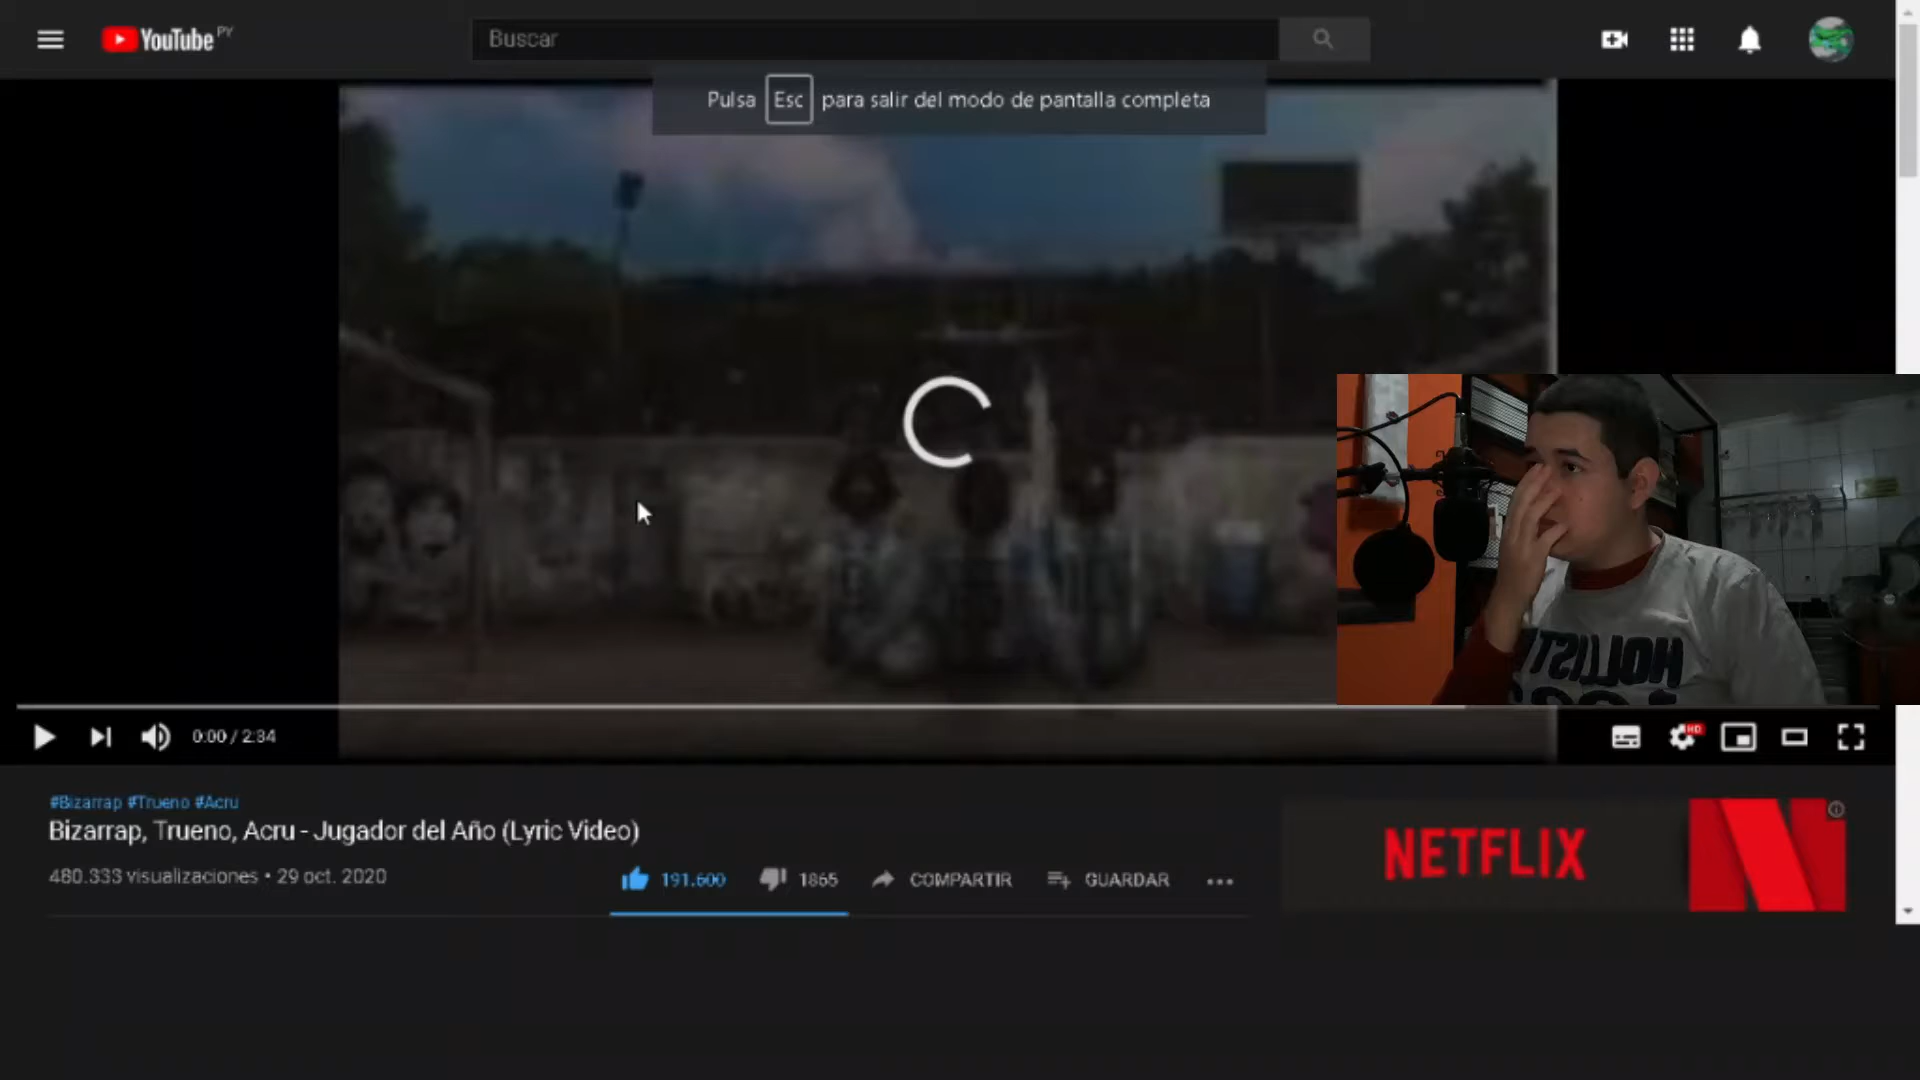 YouTube PY
Buscar
Pulsa Esc para salir del modo de pantalla completa
0:00 / 2:34
HD
#Bizarrap #Trueno #Acru
Bizarrap, Trueno, Acru - Jugador del Año (Lyric Video)
480.333 visualizaciones • 29 oct. 2020
191.600
1865
COMPARTIR
GUARDAR
NETFLIX